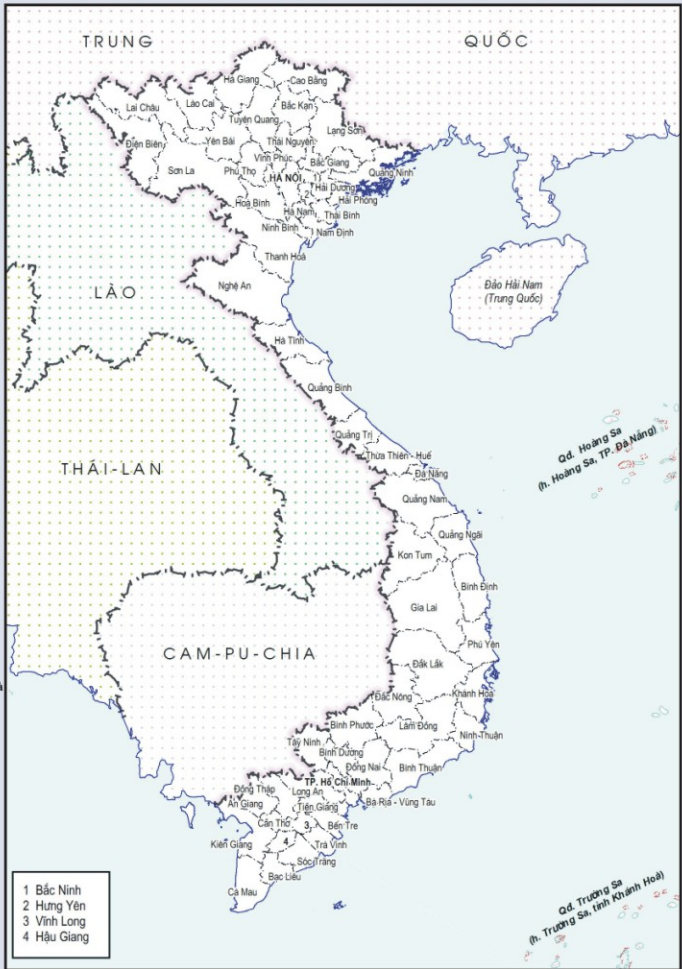 TRUNG QUỐC
Hà Giang
Cao Bằng
Lai Châu
Lào Cai
Bắc Kạn
Tuyên Quang
Lạng Sơn
Điện Biên
Yên Bái
Thái Nguyên
Vĩnh Phúc
Bắc Giang
Sơn La
Phú Thọ
HÀ NỘI
1
Quảng Ninh
2
Hải Dương
Hải Phòng
Hoà Bình
Hà Nam
Thái Bình
Ninh Bình
Nam Định
Thanh Hoá
Nghệ An
LÀO
Đảo Hải Nam
(Trung Quốc)
Hà Tĩnh
Quảng Bình
Quảng Trị
Thừa Thiên - Huế
Đà Nẵng
Qđ. Hoàng Sa
(h. Hoàng Sa, TP. Đà Nẵng)
THÁI-LAN
Quảng Nam
Quảng Ngãi
Kon Tum
Bình Định
Gia Lai
Phú Yên
CAM-PU-CHIA
Đắk Lắk
Đắc Nông
Khánh Hoà
Bình Phước
Lâm Đồng
Ninh Thuận
Tây Ninh
Bình Dương
Đồng Nai
Bình Thuận
TP. Hồ Chí Minh
Đồng Tháp
Long An
An Giang
Tiền Giang
Bà Rịa - Vũng Tàu
Cần Thơ
3
Bến Tre
Kiên Giang
4
Trà Vinh
Sóc Trăng
Bạc Liêu
Cà Mau
Qđ. Trường Sa
(h. Trường Sa, tỉnh Khánh Hoà)
1 Bắc Ninh
2 Hưng Yên
3 Vĩnh Long
4 Hậu Giang